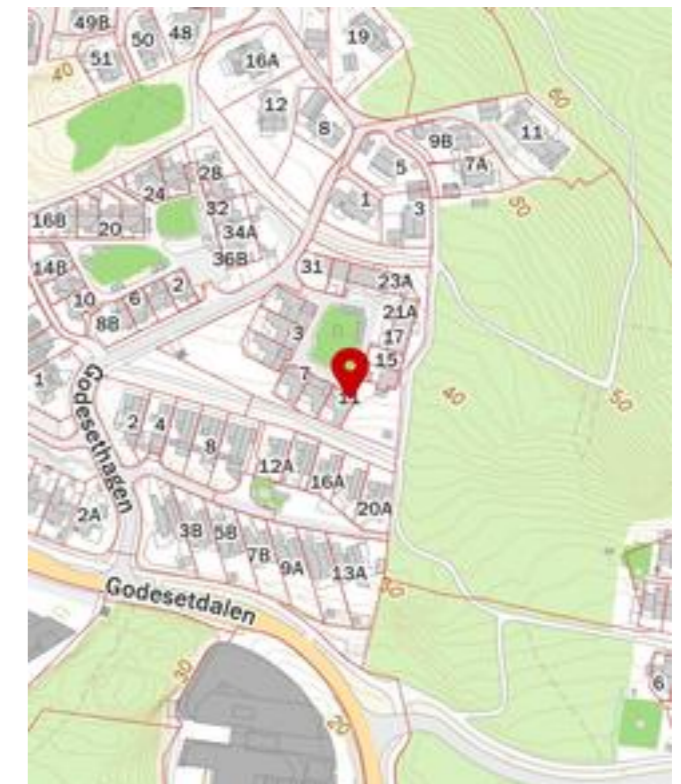 49B
50
48
19
51
40
16A
60
12
8
9B
11
5
7A
28
24
32
1
3
50
16B
20
34A
36B
14B
31
23A
2
10
6
8B
21A
3
17
15
1
7
11
40
50
Godesethagen
2
4
8
12A
16A
20A
2A
3B
5B
7B
9A
13A
Godesetdalen
30
6
20